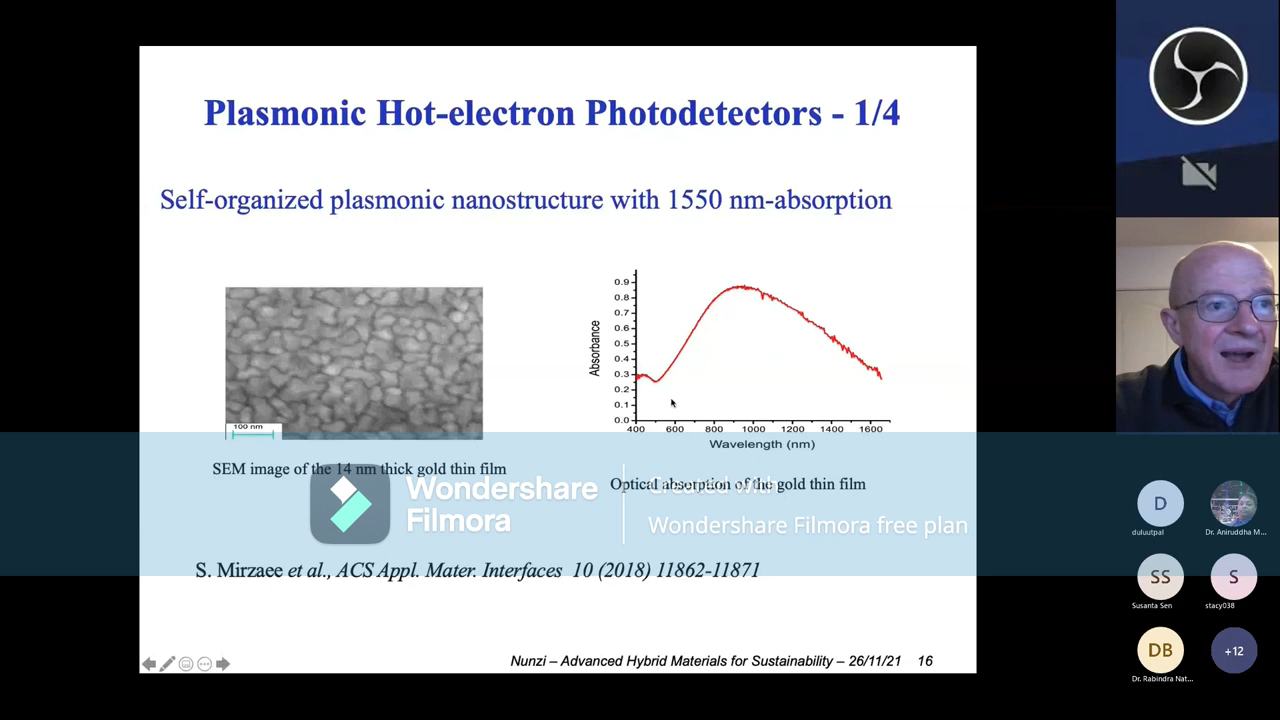 Plasmonic Hot-electron Photodetectors - 1/4
Self-organized plasmonic nanostructure with 1550 nm-absorption
100 nm
SEM image of the 14 nm thick gold thin film
Absorbance
0.9
0.8
0.7
0.6
0.5
0.4
0.3
0.2
0.1
0.0
400 600 800 1000 1200 1400 1600
Wavelength (nm)
Optical absorption of the gold thin film
Wondershare
Filmora
Created with
Wondershare Filmora free plan
S. Mirzaee et al., ACS Appl. Mater. Interfaces 10 (2018) 11862-11871
Nunzi – Advanced Hybrid Materials for Sustainability – 26/11/21 16
D
duluutpal
Dr. Aniruddha M...
SS
Susanta Sen
S
stacy038
DB
Dr. Rabindra Nat...
+12